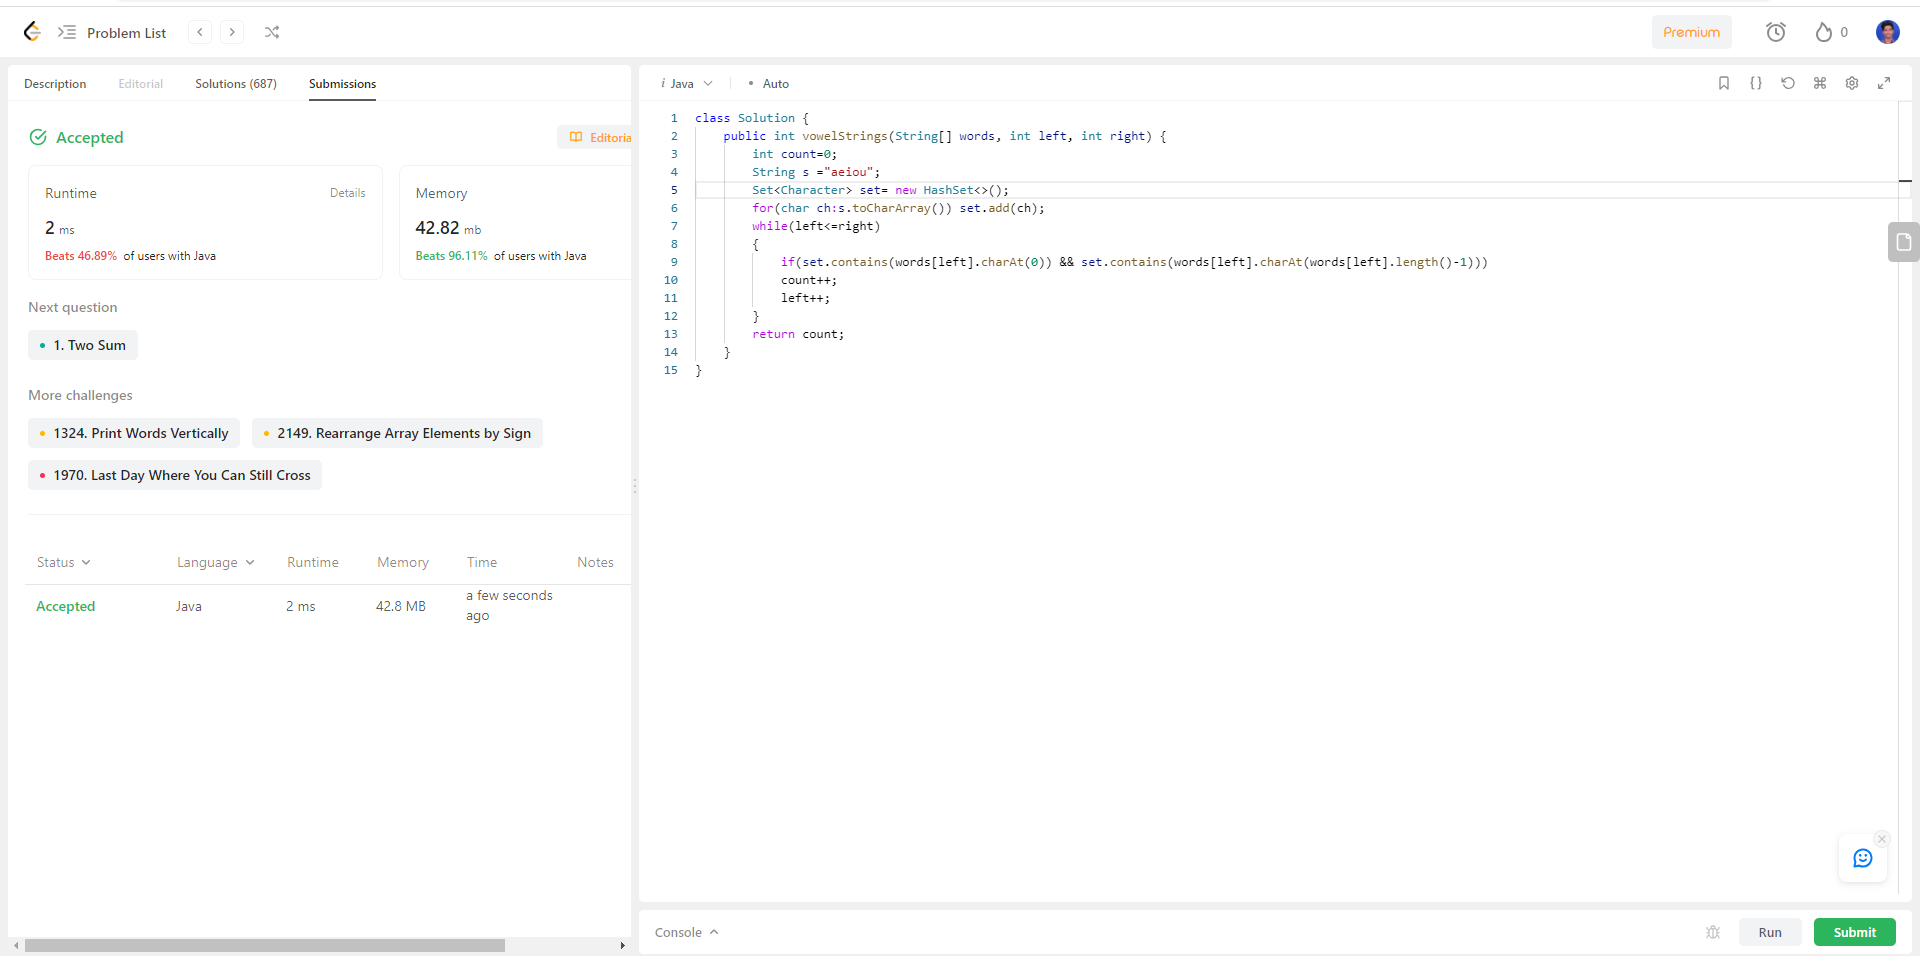 Problem List
Premium
0
Description Editorial Solutions (687) Submissions
Accepted
Editoria
Runtime Details
2 ms
Beats 46.89% of users with Java
Memory
42.82 mb
Beats 96.11% of users with Java
Next question
1. Two Sum
More challenges
1324. Print Words Vertically
2149. Rearrange Array Elements by Sign
1970. Last Day Where You Can Still Cross
Status Language Runtime Memory Time Notes
Accepted Java 2 ms 42.8 MB a few seconds
ago
i Java • Auto
1 class Solution {
2 public int vowelStrings(String[] words, int left, int right) {
3 int count=0;
4 String s ="aeiou";
5 Set<Character> set= new HashSet<>();
6 for(char ch:s.toCharArray()) set.add(ch);
7 while(left<=right)
8 {
9 if(set.contains(words[left].charAt(0)) && set.contains(words[left].charAt(words[left].length()-1)))
10 count++;
11 left++;
12 }
13 return count;
14 }
15 }
Console
Run
Submit